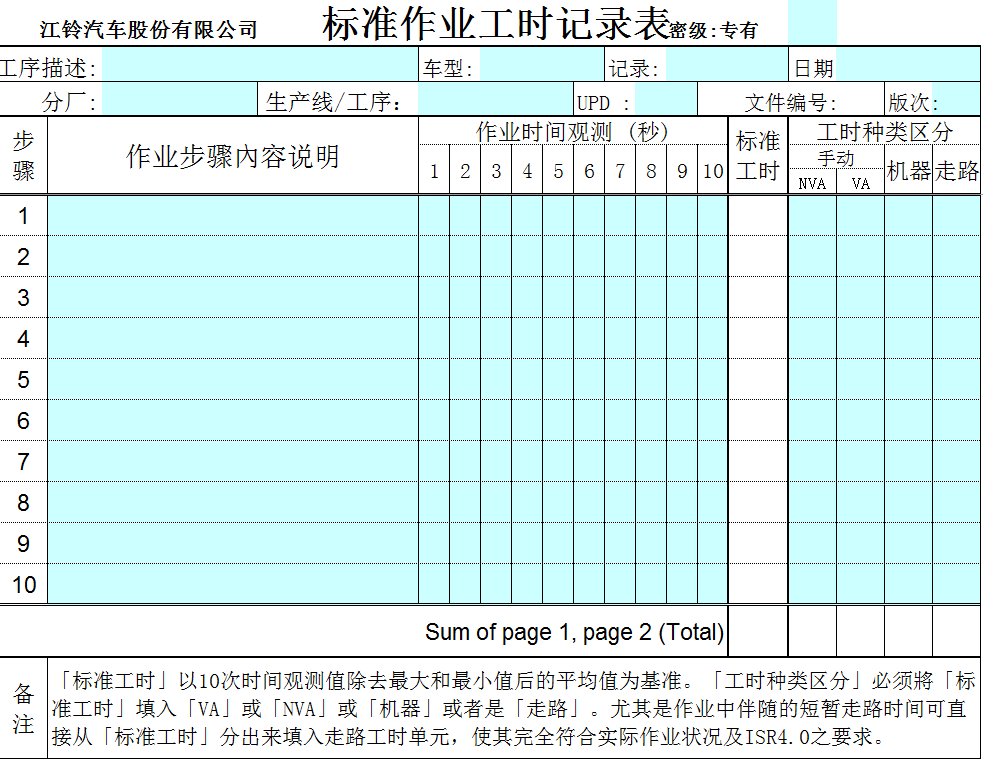 江铃汽车股份有限公司 标准作业工时记录表 密级:专有
工序描述: 车型: 记录: 日期
分厂: 生产线/工序: UPD : 文件编号: 版次:
步骤 作业步骤内容说明 作业时间观测 (秒) 标准工时 工时种类区分
手动 机器 走路
1 2 3 4 5 6 7 8 9 10 NVA VA
1
2
3
4
5
6
7
8
9
10
Sum of page 1, page 2 (Total)
备注
「标准工时」以10次时间观测值除去最大和最小值后的平均值为基准。「工时种类区分」必须將「标
准工时」填入「VA」或「NVA」或「机器」或者是「走路」。尤其是作业中伴随的短暂走路时间可直
接从「标准工时」分出来填入走路工时单元，使其完全符合实际作业状况及ISR4.0之要求。